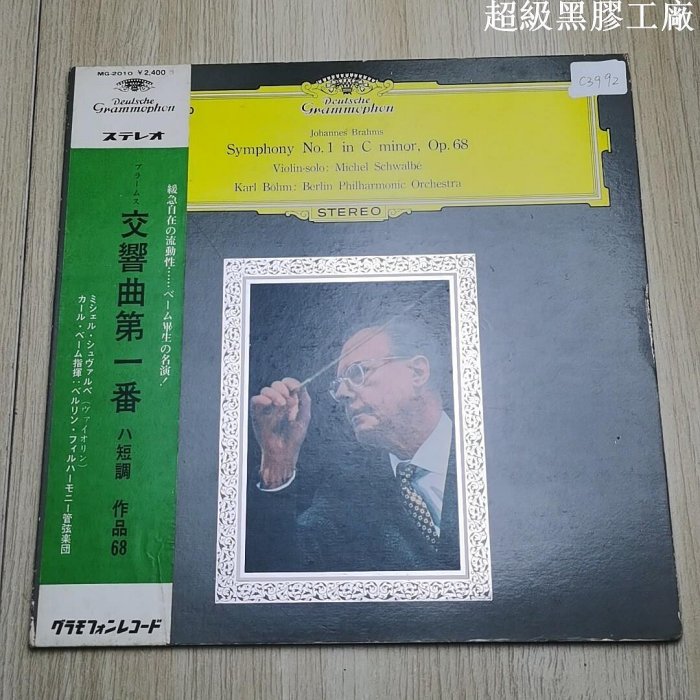 超級黑膠工廠
MG-2010 ¥2,400
Deutsche
Grammophon
ステレオ
ブラームス
交響曲第一番 ハ短調 作品68
緩急自在の流動性……ベーム畢生の名演!
ミシェル・シュヴァルベ(ヴァイオリン)
カール・ベーム指揮:ベルリン・フィルハーモニー管弦楽団
グラモフォンレコード
Deutsche
Grammophon
C3992
Johannes Brahms
Symphony No. 1 in C minor, Op. 68
Violin-solo: Michel Schwalbé
Karl Böhm: Berlin Philharmonic Orchestra
STEREO